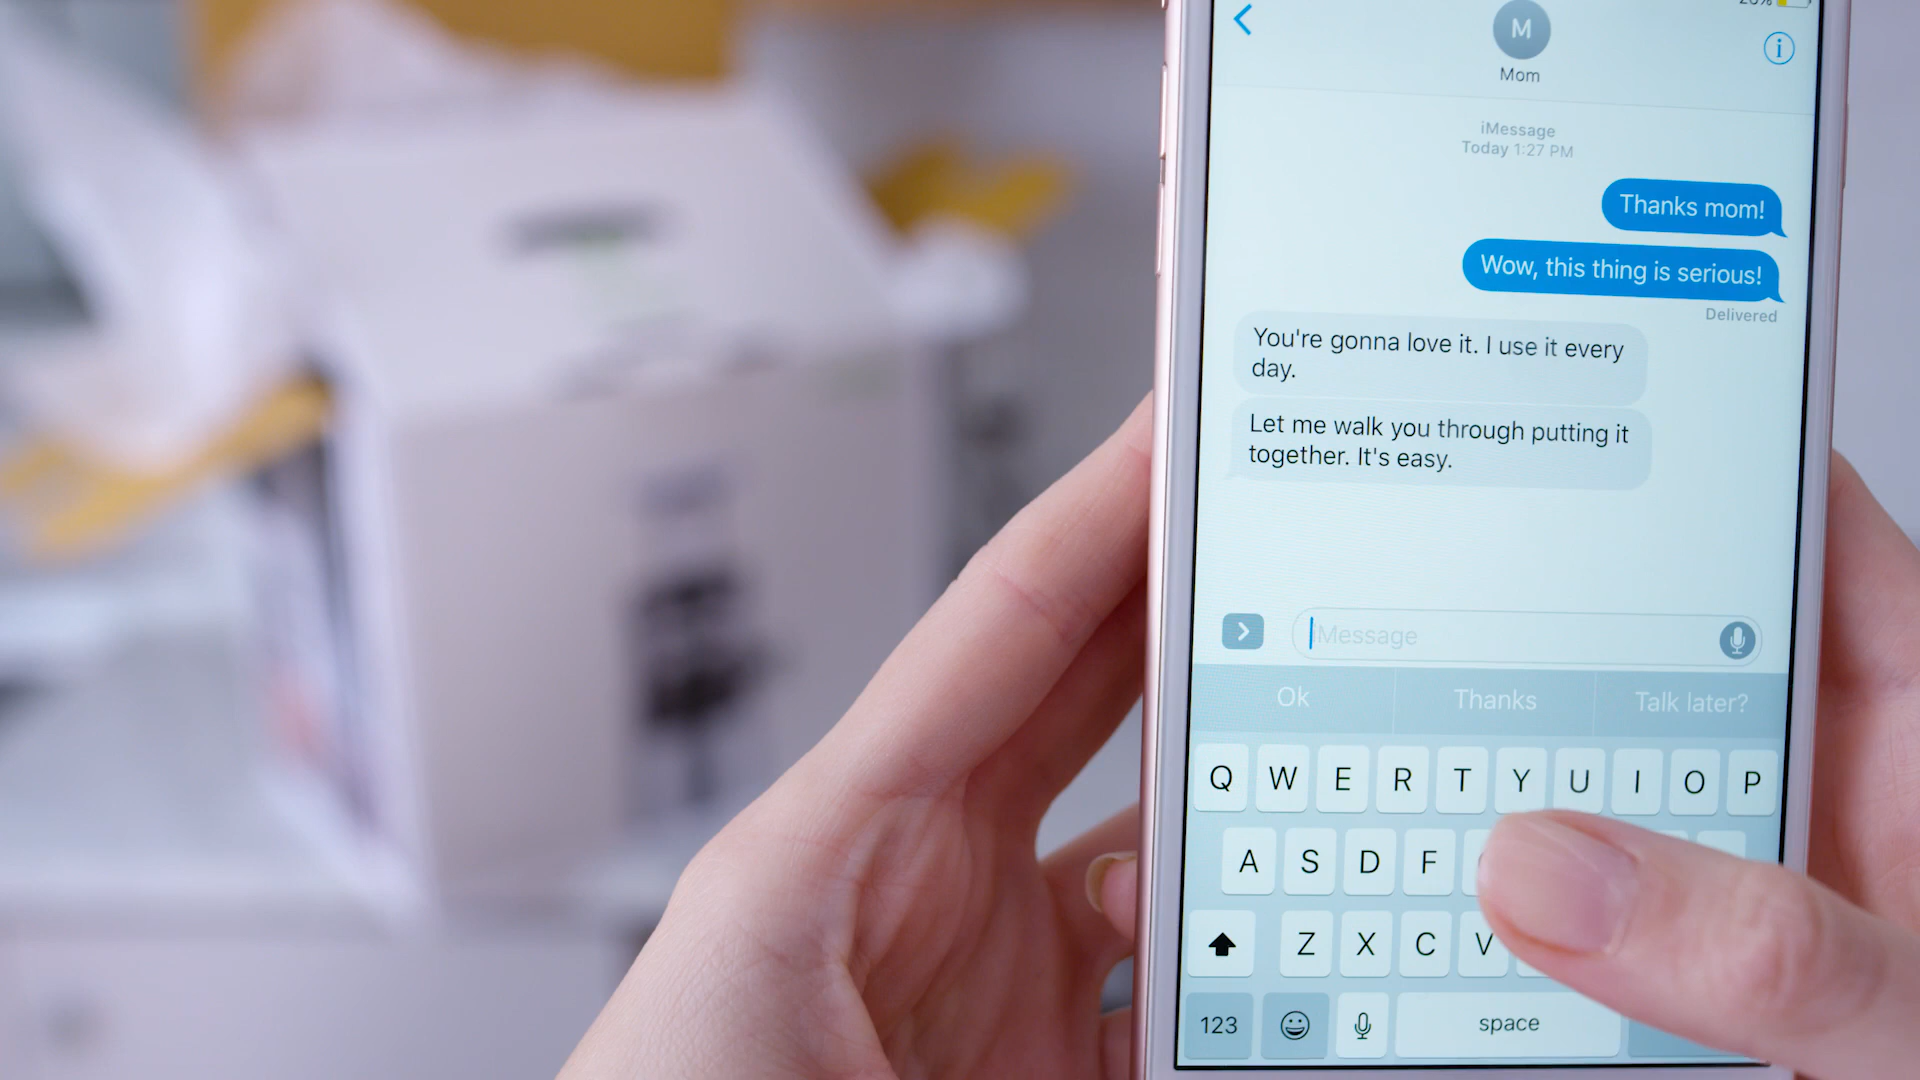 M
Mom
iMessage
Today 1:27 PM
Thanks mom!
Wow, this thing is serious!
Delivered
You're gonna love it. I use it every
day.
Let me walk you through putting it
together. It's easy.
iMessage
Ok Thanks Talk later?
Q W E R T Y U I O P
A S D F
Z X C V
123 space